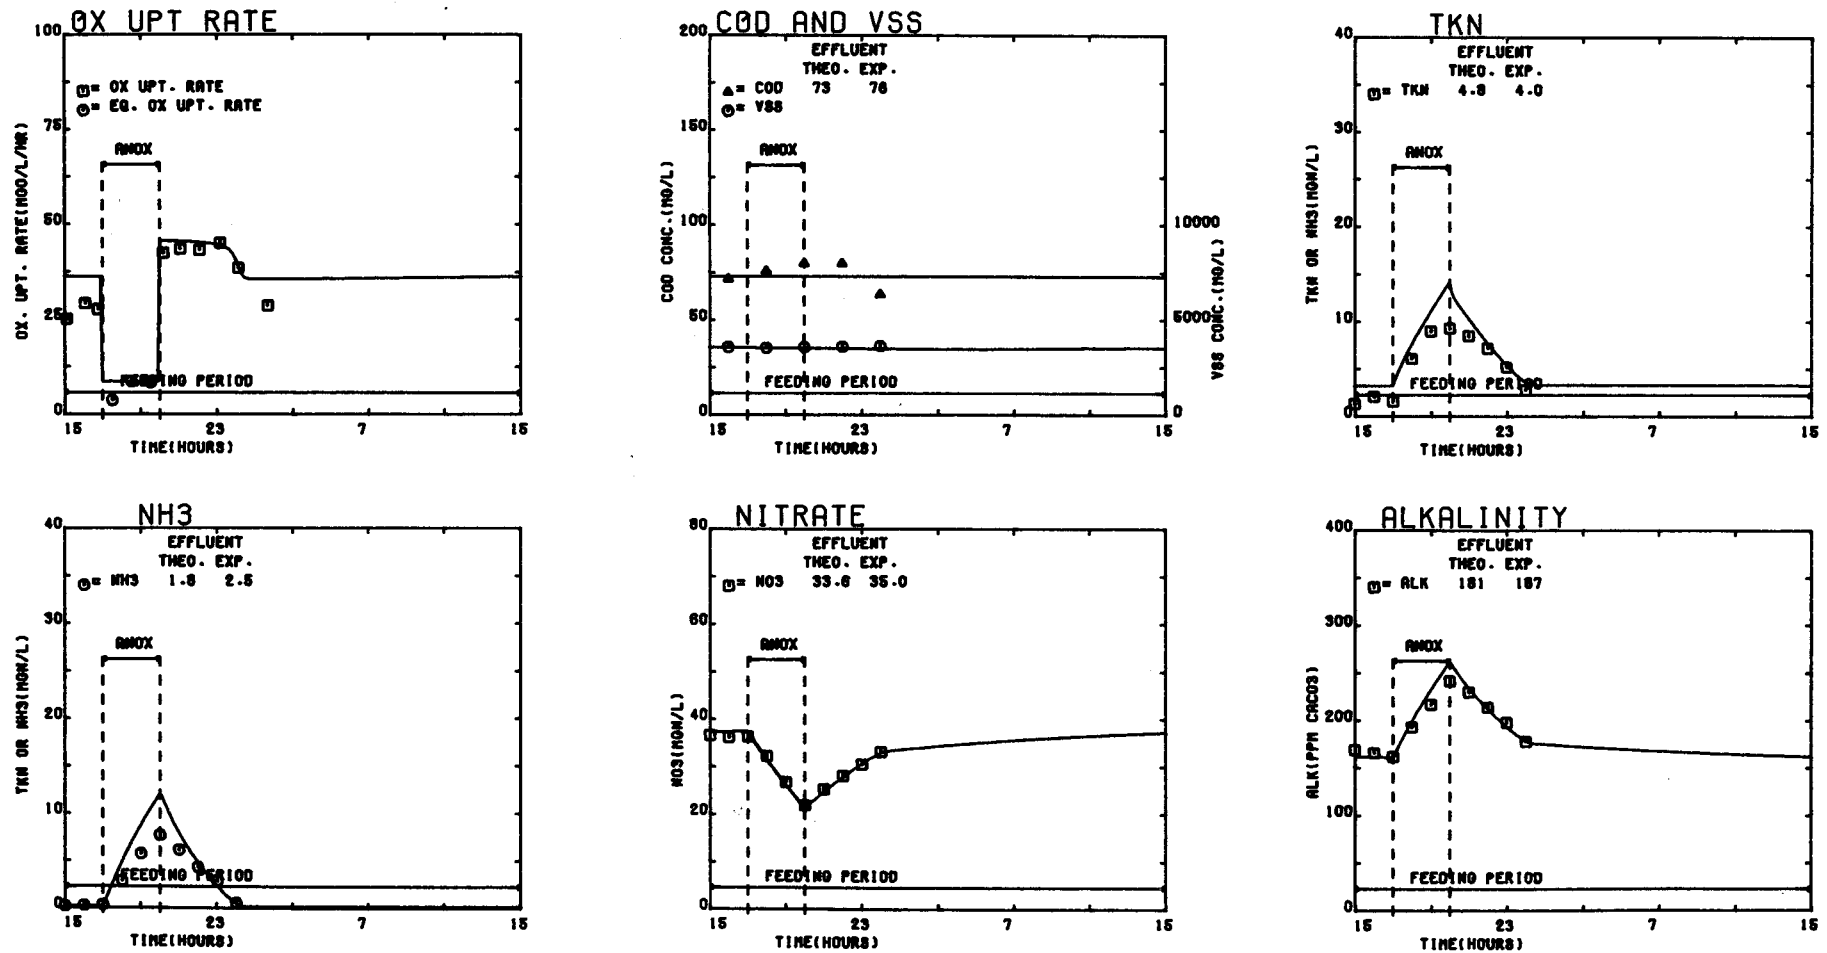 OX UPT RATE
100
75
50
25
0
OX. UPT. RATE(MGO/L/HR)
= OX UPT. RATE
= EQ. OX UPT. RATE
ANOX
FEEDING PERIOD
15 23 7 15
TIME(HOURS)
COD AND VSS
200
150
100
50
0
COD CONC.(MG/L)
EFFLUENT
THEO. EXP.
= COD 73 76
= VSS
ANOX
FEEDING PERIOD
10000
5000
0
VSS CONC.(MG/L)
15 23 7 15
TIME(HOURS)
TKN
40
30
20
10
0
TKN OR NH3(MGN/L)
EFFLUENT
THEO. EXP.
= TKN 4.8 4.0
ANOX
FEEDING PERIOD
15 23 7 15
TIME(HOURS)
NH3
40
30
20
10
0
TKN OR NH3(MGN/L)
EFFLUENT
THEO. EXP.
= NH3 1.8 2.5
ANOX
FEEDING PERIOD
15 23 7 15
TIME(HOURS)
NITRATE
80
60
40
20
0
NO3(MGN/L)
EFFLUENT
THEO. EXP.
= NO3 33.6 35.0
ANOX
FEEDING PERIOD
15 23 7 15
TIME(HOURS)
ALKALINITY
400
300
200
100
0
ALK(PPM CACO3)
EFFLUENT
THEO. EXP.
= ALK 181 187
ANOX
FEEDING PERIOD
15 23 7 15
TIME(HOURS)